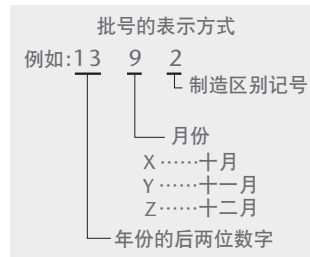 批号的表示方式
例如:13 9 2
制造区别记号
月份
X……十月
Y……十一月
Z……十二月
年份的后两位数字